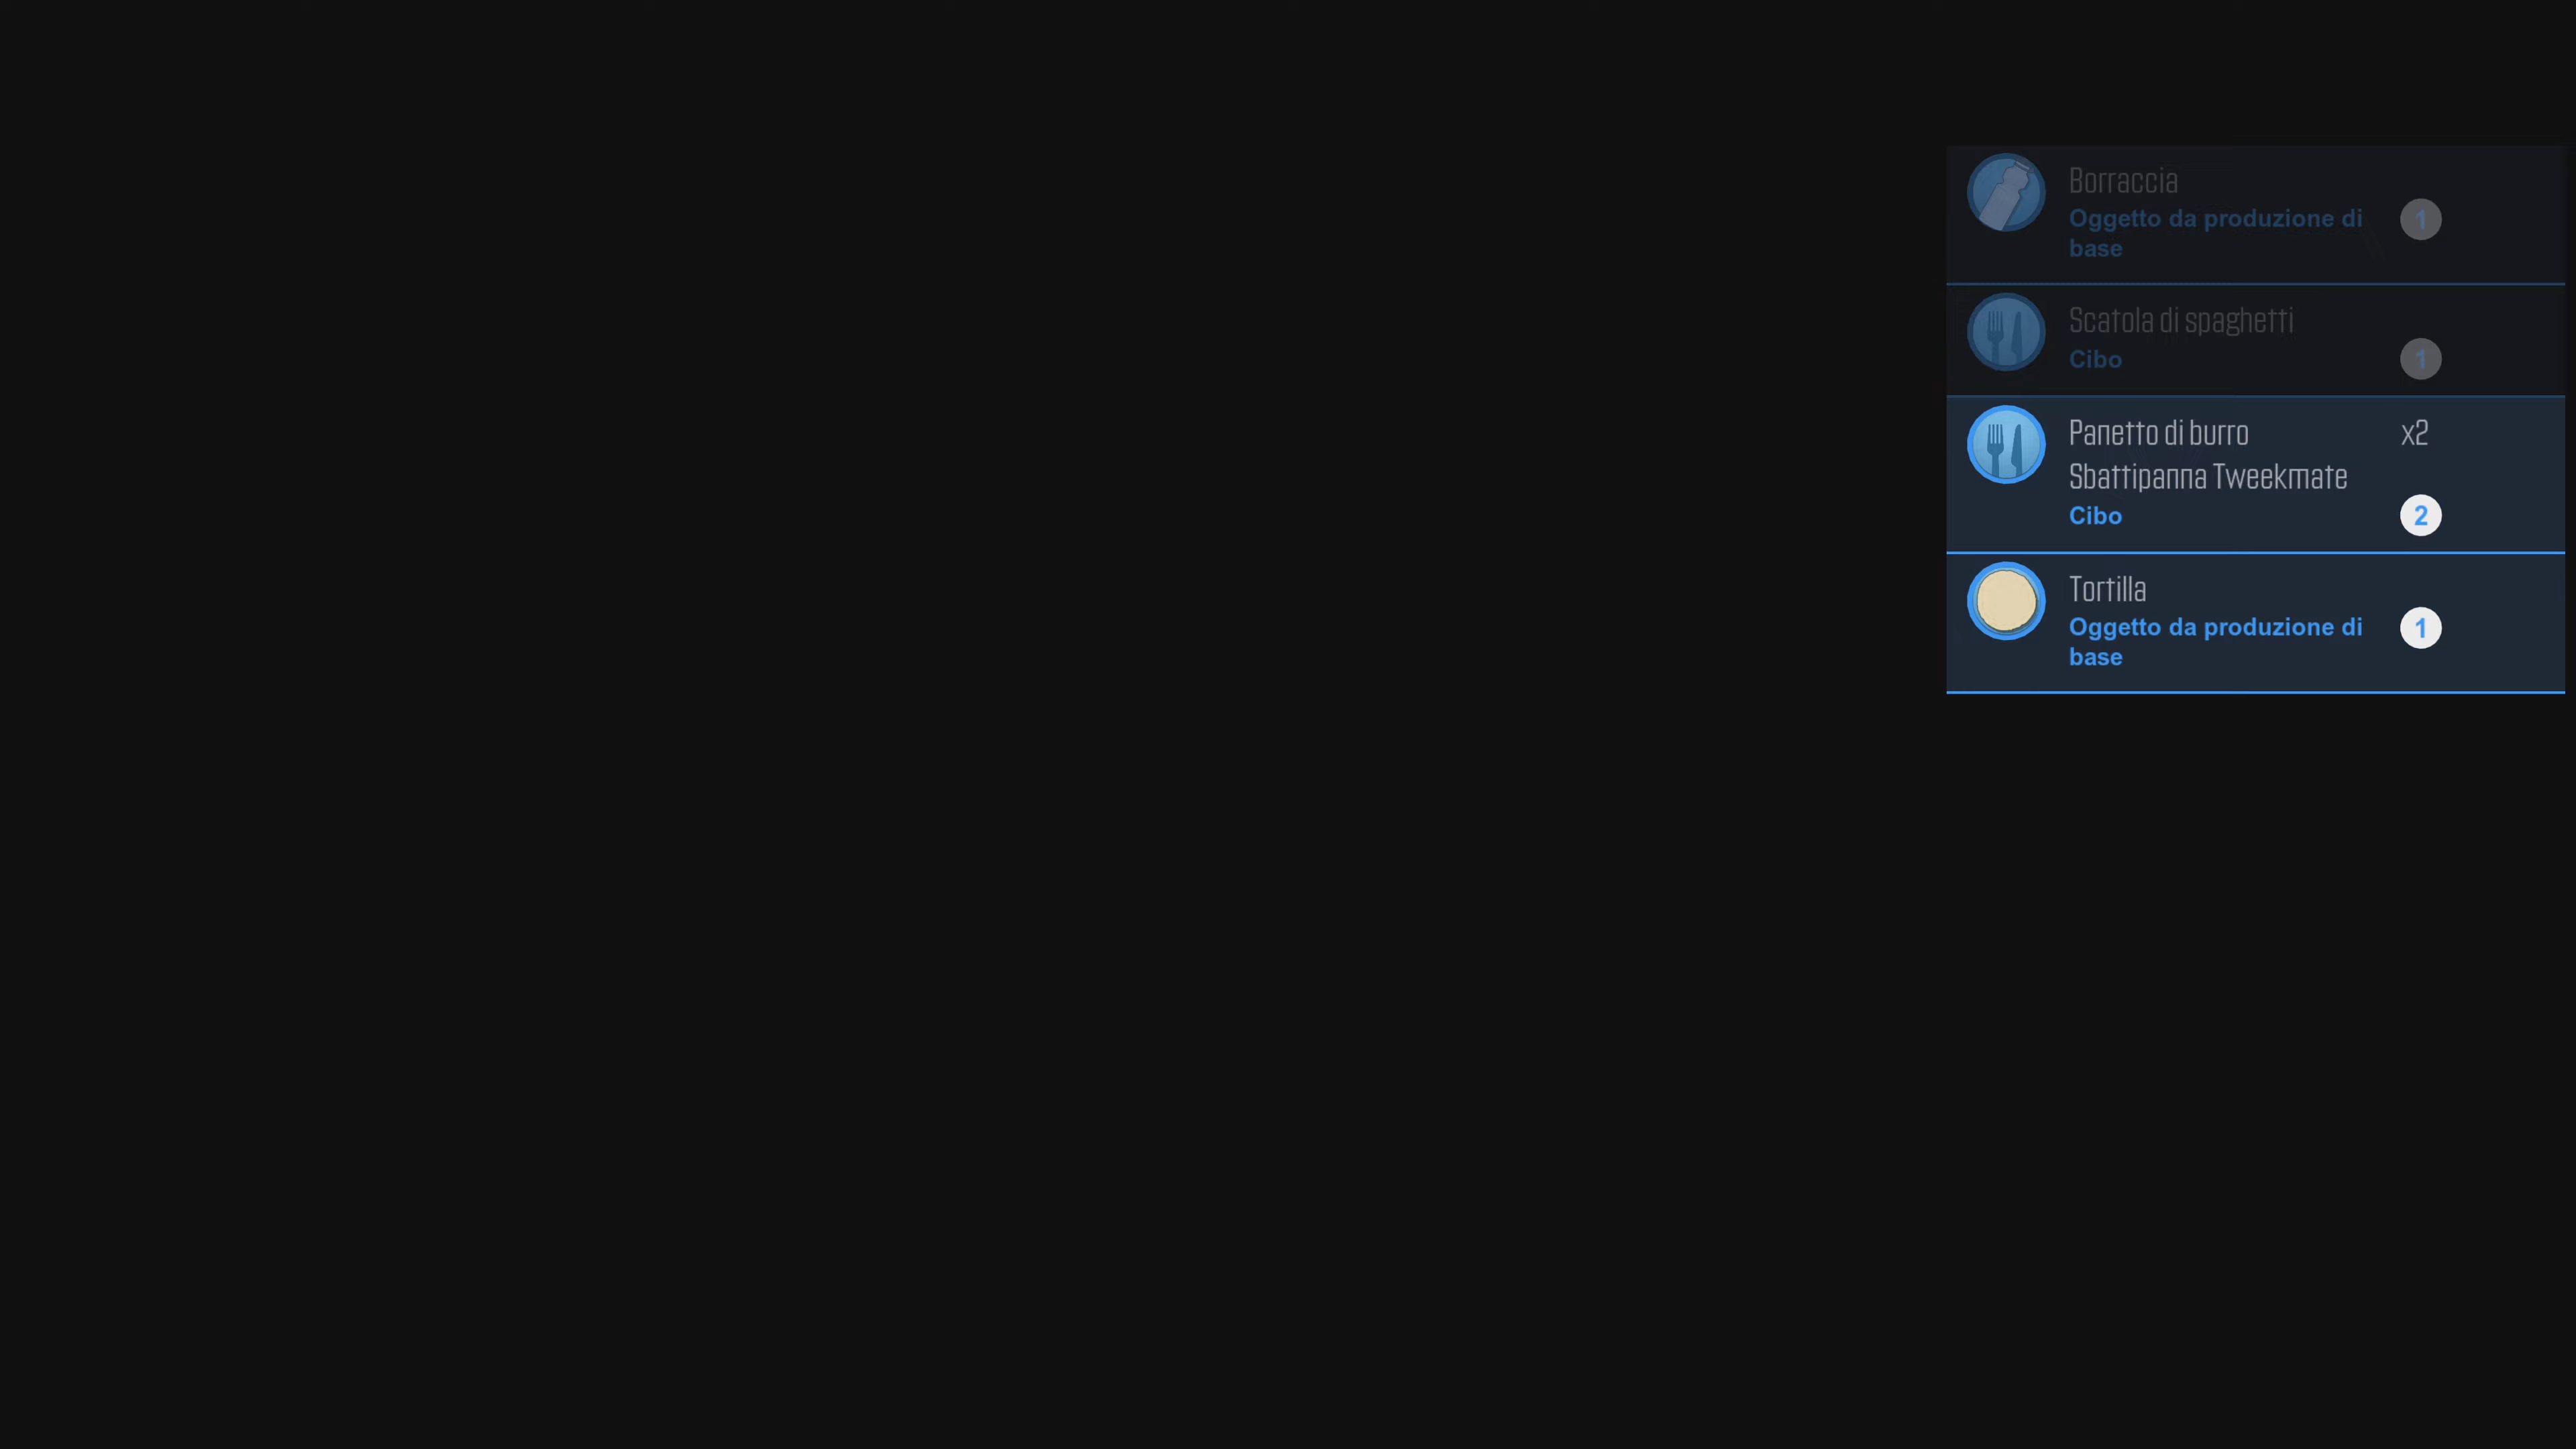 Borraccia
Oggetto da produzione di 1
base
Scatola di spaghetti
Cibo 1
Panetto di burro x2
Sbattipanna Tweekmate
Cibo 2
Tortilla
Oggetto da produzione di 1
base